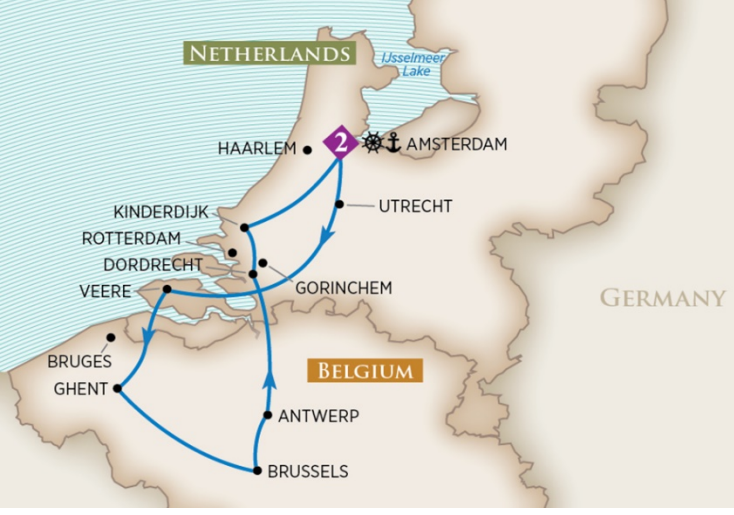 NETHERLANDS
IJsselmeer
Lake
HAARLEM
2
AMSTERDAM
KINDERDIJK
UTRECHT
ROTTERDAM
DORDRECHT
VEERE
GORINCHEM
GERMANY
BRUGES
BELGIUM
GHENT
ANTWERP
BRUSSELS